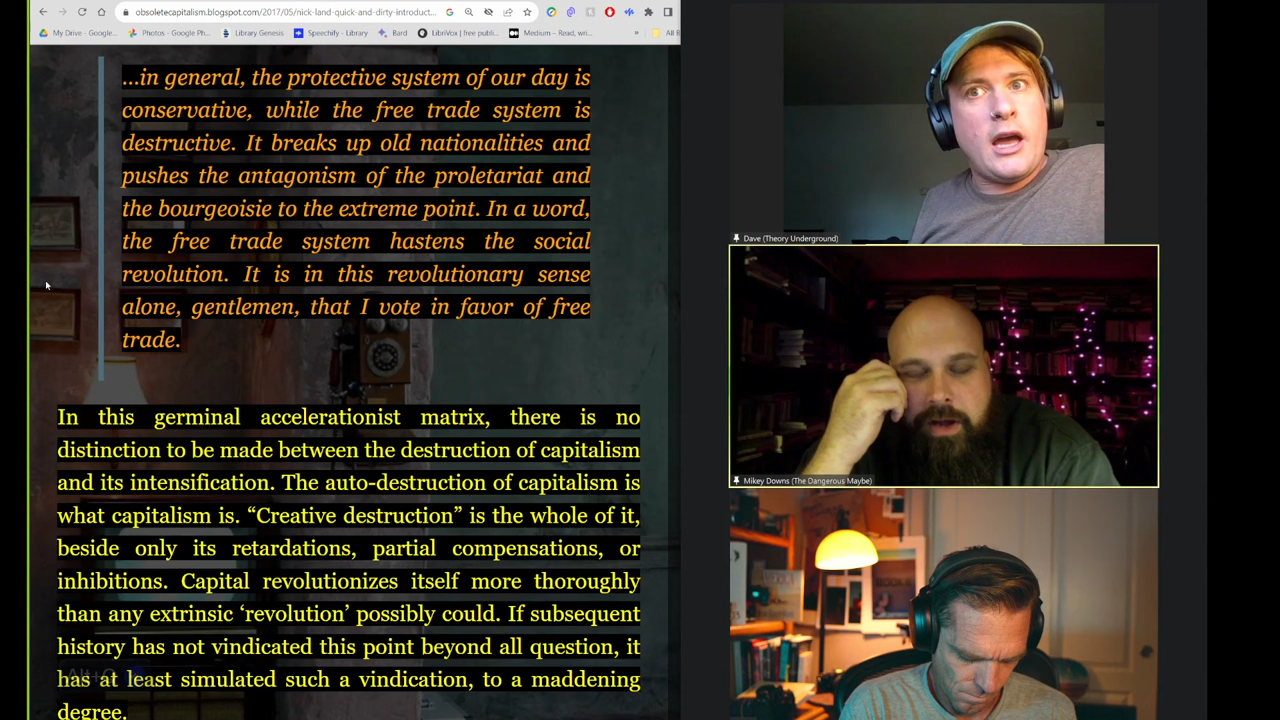 obsoletecapitalism.blogspot.com/2017/05/nick-land-quick-and-dirty-introduct...
My Drive - Google...
Photos - Google Ph...
Library Genesis
Speechify - Library
Bard
LibriVox | free publi...
Medium – Read, wri...
»
All B
...in general, the protective system of our day is
conservative, while the free trade system is
destructive. It breaks up old nationalities and
pushes the antagonism of the proletariat and
the bourgeoisie to the extreme point. In a word,
the free trade system hastens the social
revolution. It is in this revolutionary sense
alone, gentlemen, that I vote in favor of free
trade.
In this germinal accelerationist matrix, there is no
distinction to be made between the destruction of capitalism
and its intensification. The auto-destruction of capitalism is
what capitalism is. “Creative destruction” is the whole of it,
beside only its retardations, partial compensations, or
inhibitions. Capital revolutionizes itself more thoroughly
than any extrinsic ‘revolution’ possibly could. If subsequent
history has not vindicated this point beyond all question, it
has at least simulated such a vindication, to a maddening
degree.
Dave (Theory Underground)
Mikey Downs (The Dangerous Maybe)